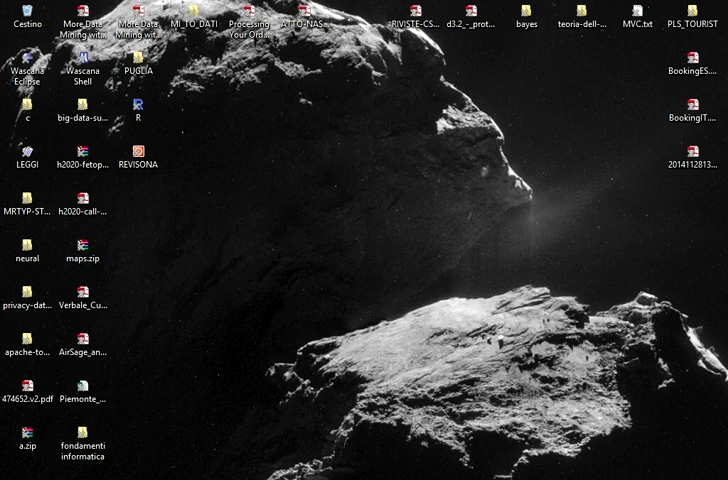 Cestino
More Data
Mining wit...
More Data
Mining wit...
MI_TO_DATI
Processing
Your Ord...
ATTO-NAS...
RIVISTE-CS...
d3.2_-_prot...
bayes
teoria-dell-...
MVC.txt
PLS_TOURIST
Wascana
Eclipse
Wascana
Shell
PUGLIA
BookingES....
c
big-data-su...
R
BookingIT....
LEGGI
h2020-fetop...
REVISONA
2014112813...
MRTYP-ST...
h2020-call-...
neural
maps.zip
privacy-dat...
Verbale_Cu...
apache-to...
AirSage_an...
474652.v2.pdf
Piemonte_...
a.zip
fondamenti
informatica